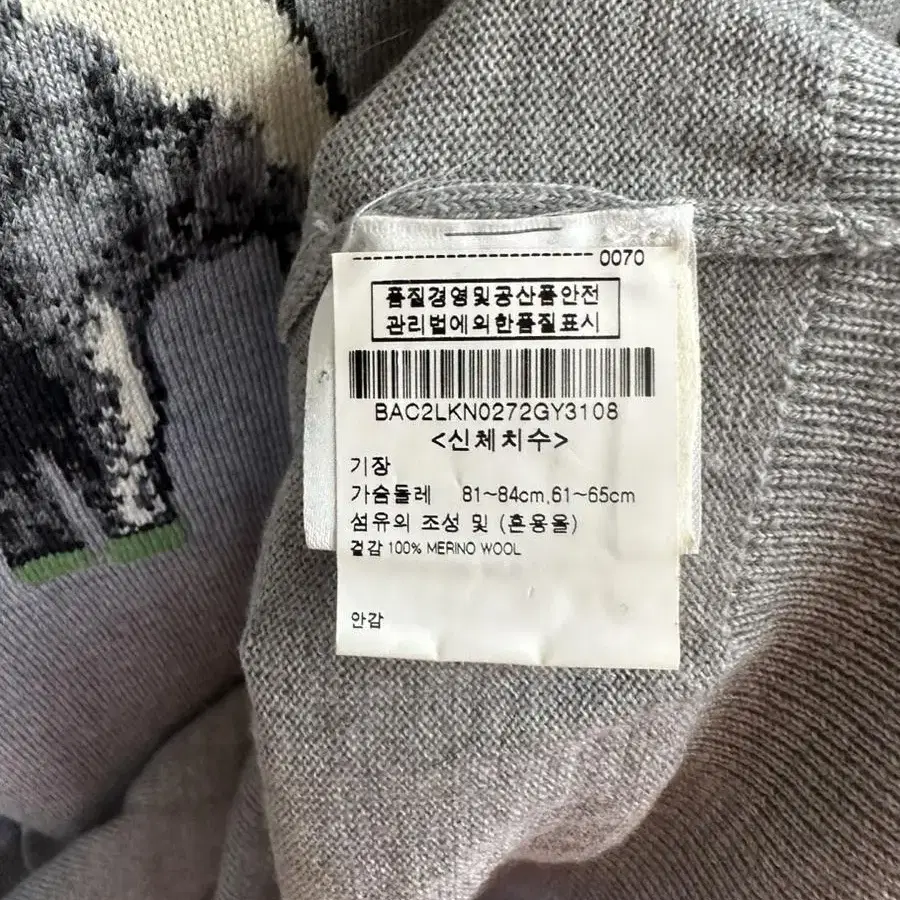 ------------------------- 0070
품질경영및공산품안전
관리법에의한품질표시
BAC2LKN0272GY3108
<신체치수>
기장
가슴둘레 81~84cm,61~65cm
섬유의 조성 및 (혼용율)
겉감 100% MERINO WOOL
안감